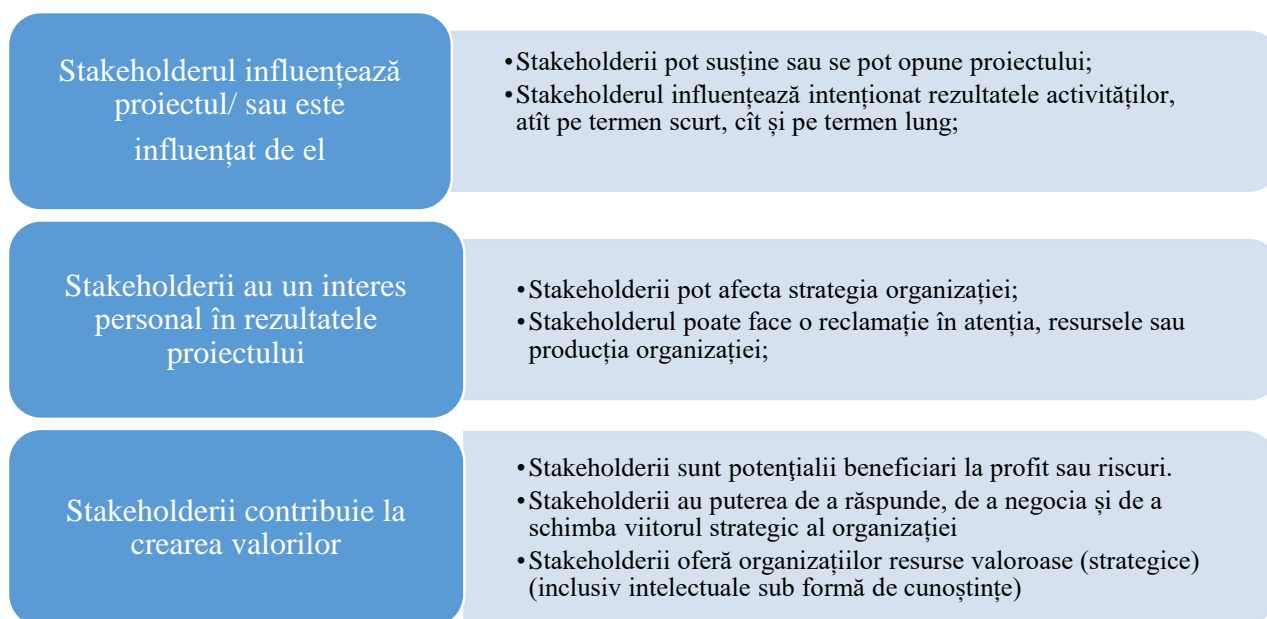 Stakeholderul influențează
proiectul/ sau este
influențat de el
•Stakeholderii pot susține sau se pot opune proiectului;
•Stakeholderul influențează intenționat rezultatele activităților,
atît pe termen scurt, cît și pe termen lung;
Stakeholderii au un interes
personal în rezultatele
proiectului
•Stakeholderii pot afecta strategia organizației;
•Stakeholderul poate face o reclamație în atenția, resursele sau
producția organizației;
Stakeholderii contribuie la
crearea valorilor
•Stakeholderii sunt potenţialii beneficiari la profit sau riscuri.
•Stakeholderii au puterea de a răspunde, de a negocia și de a
schimba viitorul strategic al organizației
•Stakeholderii oferă organizațiilor resurse valoroase (strategice)
(inclusiv intelectuale sub formă de cunoștințe)